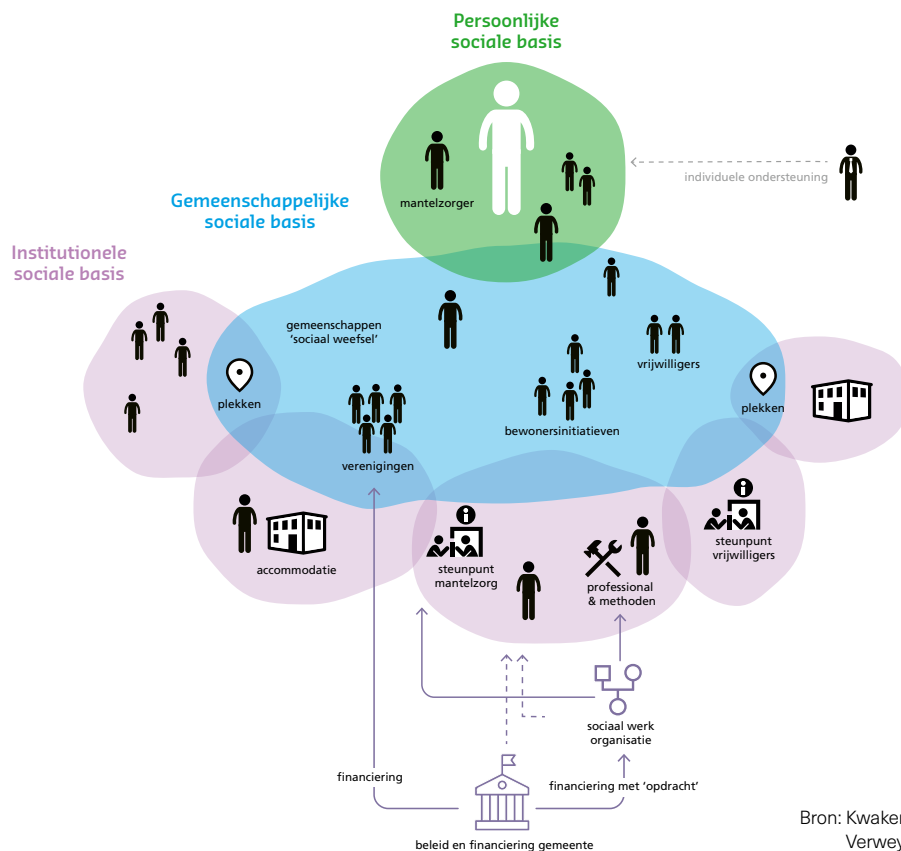 Persoonlijke
sociale basis
mantelzorger
individuele ondersteuning
Gemeenschappelijke
sociale basis
Institutionele
sociale basis
gemeenschappen
'sociaal weefsel'
vrijwilligers
plekken
plekken
bewonersinitiatieven
verenigingen
accommodatie
steunpunt
mantelzorg
professional
& methoden
steunpunt
vrijwilligers
sociaal werk
organisatie
financiering
financiering met 'opdracht'
beleid en financiering gemeente
Bron: Kwaker
Verwey